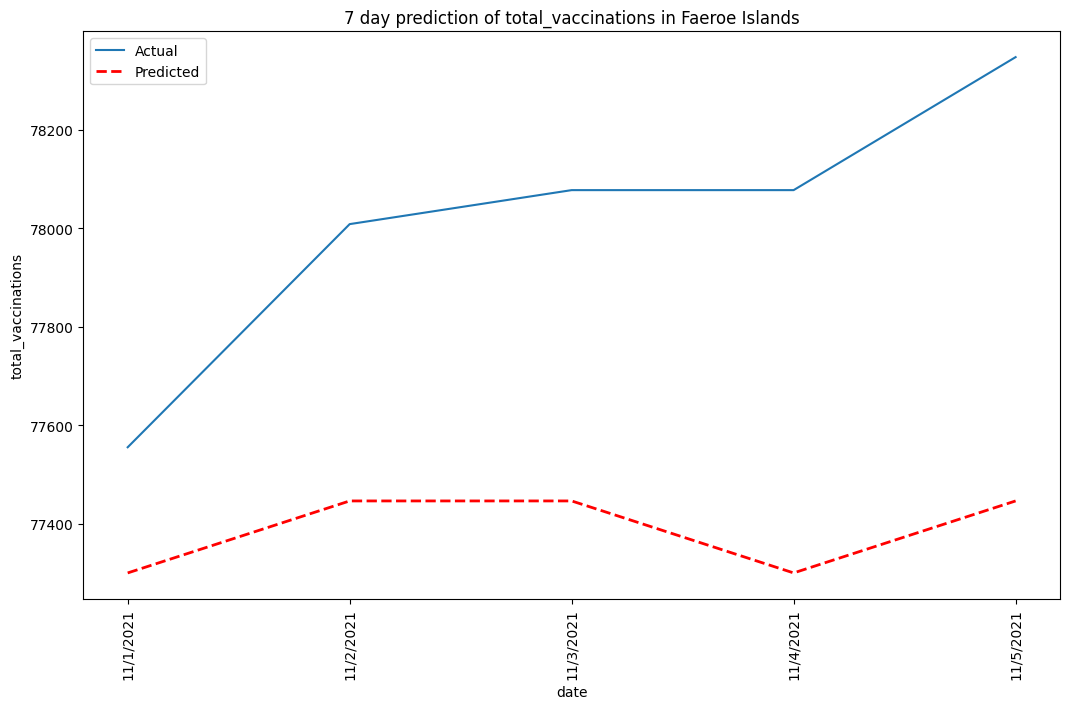 7 day prediction of total_vaccinations in Faeroe Islands
Actual
Predicted
total_vaccinations
78200
78000
77800
77600
77400
11/1/2021
11/2/2021
11/3/2021
11/4/2021
11/5/2021
date